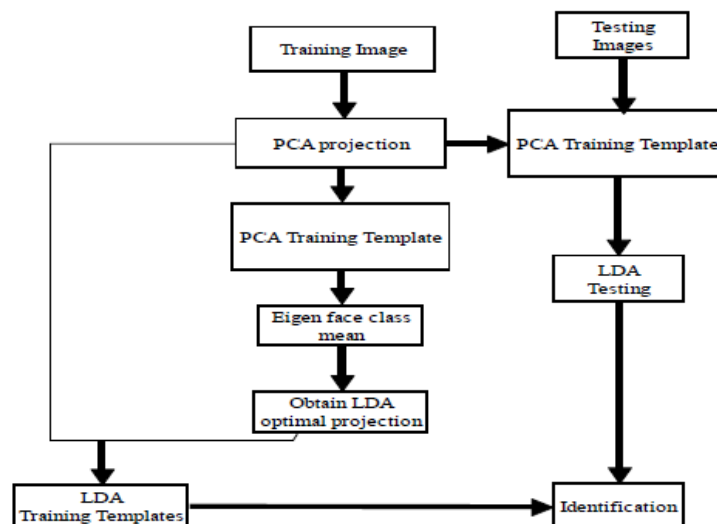 Training Image
Testing
Images
PCA projection
PCA Training Template
PCA Training Template
Eigen face class
mean
LDA
Testing
Obtain LDA
optimal projection
LDA
Training Templates
Identification